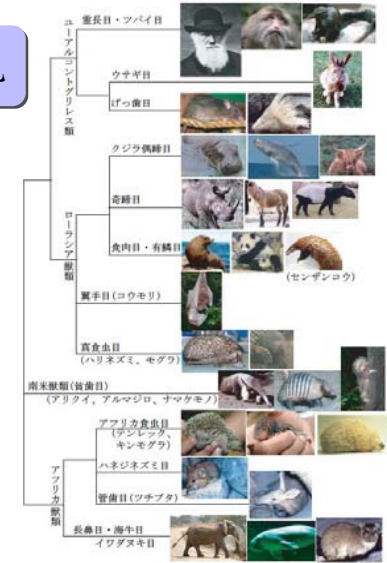 ユーアルコントグリレス類
霊長目・ツパイ目
ウサギ目
げっ歯目
ローラシア獣類
クジラ偶蹄目
奇蹄目
食肉目・有鱗目
(センザンコウ)
翼手目(コウモリ)
真食虫目
(ハリネズミ、モグラ)
南米獣類(貧歯目)
(アリクイ、アルマジロ、ナマケモノ)
アフリカ獣類
アフリカ食虫目
(テンレック、
キンモグラ)
ハネジネズミ目
管歯目(ツチブタ)
長鼻目・海牛目
イワダヌキ目